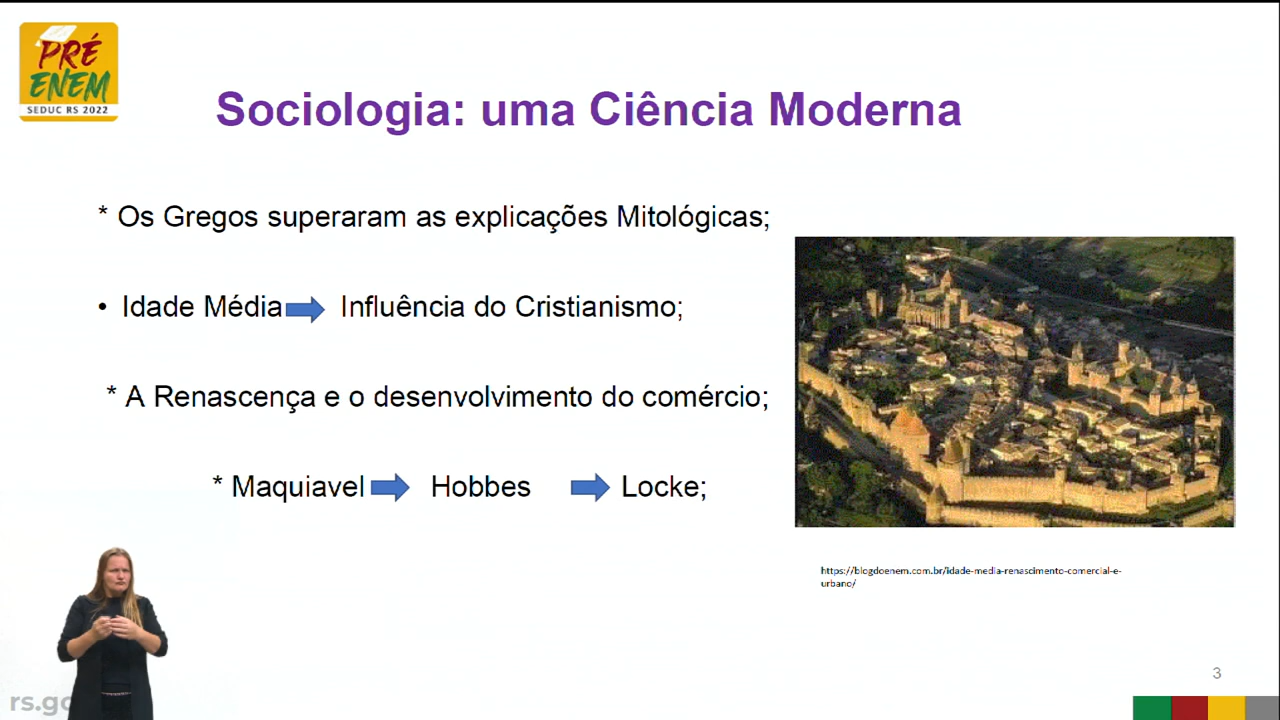 PRÉ
ENEM
SEDUC RS 2022
Sociologia: uma Ciência Moderna
* Os Gregos superaram as explicações Mitológicas;
• Idade Média Influência do Cristianismo;
* A Renascença e o desenvolvimento do comércio;
* Maquiavel Hobbes Locke;
https://blogdoenem.com.br/idade-media-renascimento-comercial-e-
urbano/
3
rs.go